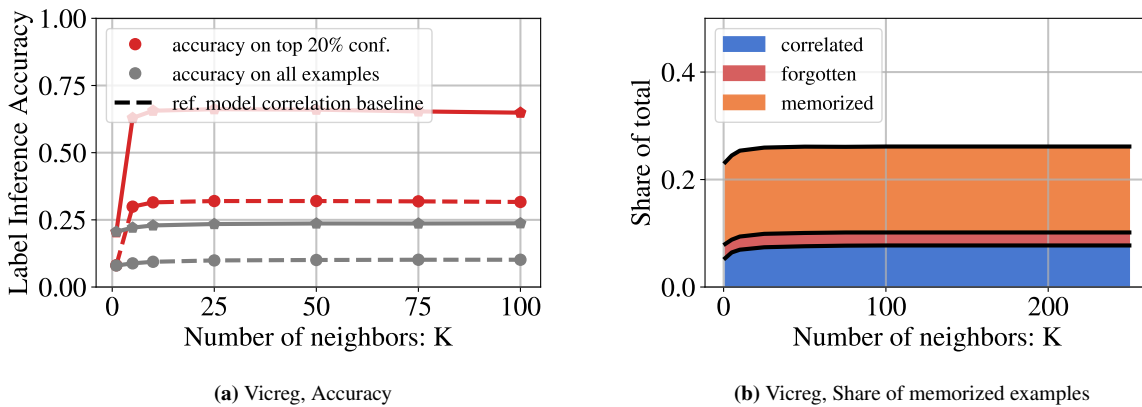 Label Inference Accuracy
1.00
0.75
0.50
0.25
0.00
accuracy on top 20% conf.
accuracy on all examples
ref. model correlation baseline
0
25
50
75
100
Number of neighbors: K
(a) Vicreg, Accuracy
Share of total
0.4
0.2
0.0
correlated
forgotten
memorized
0
100
200
Number of neighbors: K
(b) Vicreg, Share of memorized examples